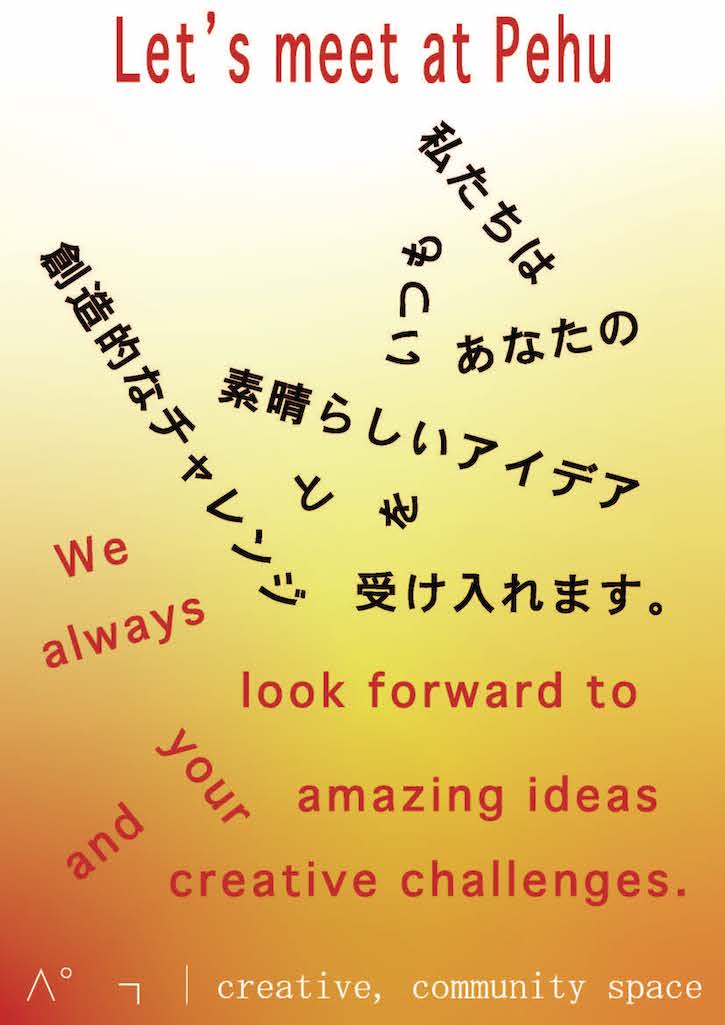 Let's meet at Pehu
私たちは
いつも
あなたの
素晴らしいアイデア
と
創造的なチャレンジ
を
受け入れます。
We
always
look forward to
your
amazing ideas
and
creative challenges.
ペ フ | creative, community space